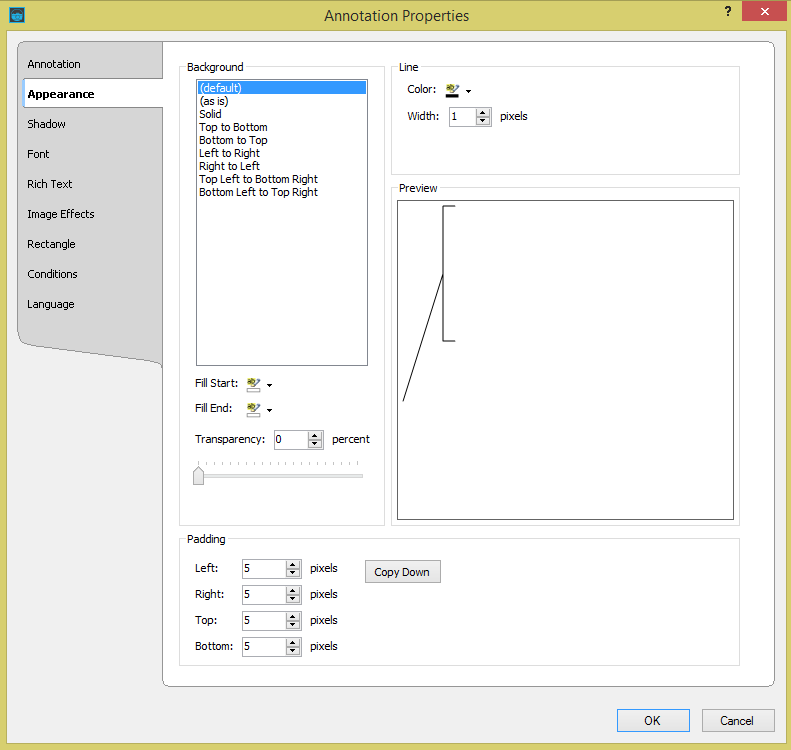 Annotation Properties
?
Annotation
Appearance
Shadow
Font
Rich Text
Image Effects
Rectangle
Conditions
Language
Background
(default)
(as is)
Solid
Top to Bottom
Bottom to Top
Left to Right
Right to Left
Top Left to Bottom Right
Bottom Left to Top Right
Fill Start:
Fill End:
Transparency: 0 percent
Line
Color:
Width: 1 pixels
Preview
Padding
Left: 5 pixels
Copy Down
Right: 5 pixels
Top: 5 pixels
Bottom: 5 pixels
OK
Cancel